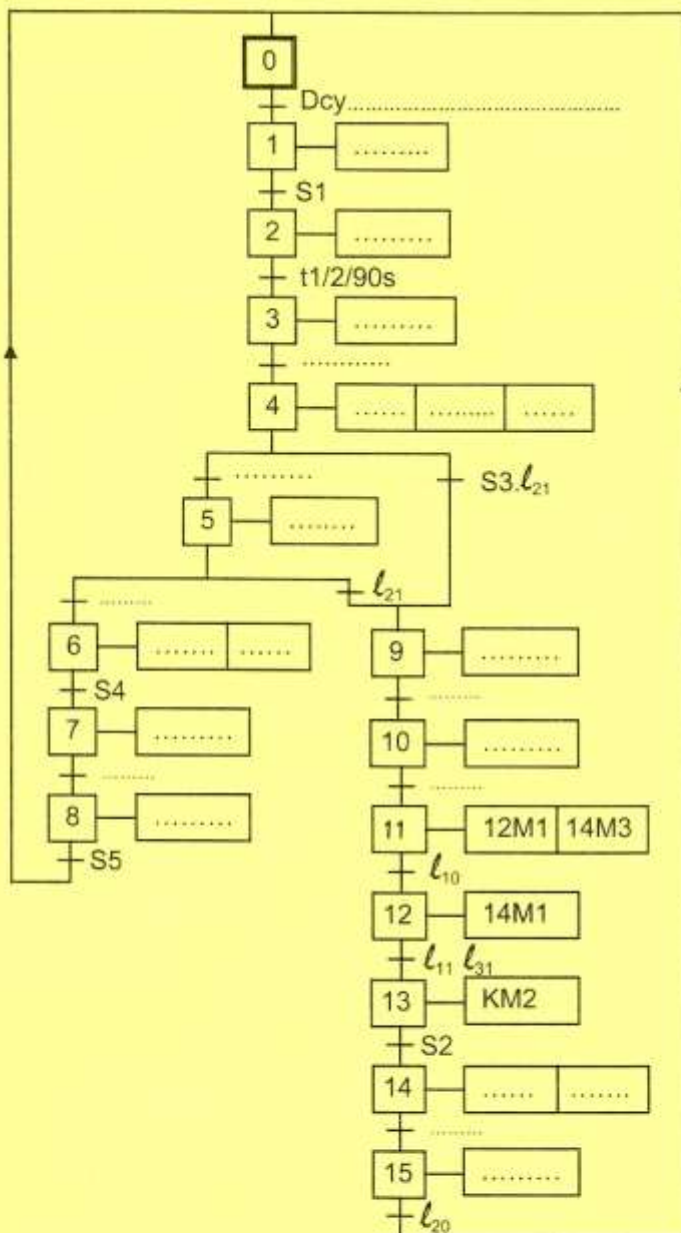 0
Dcy......................................
1 .........
S1
2 .........
t1/2/90s
3 .........
............
4 ...... ......... ......
.........
S3.ℓ21
5 ........
ℓ21
.........
6 ....... ......
9 .........
S4
.........
7 .........
10 .........
.........
.........
8 .........
11 12M1 14M3
S5
ℓ10
12 14M1
ℓ11 ℓ31
13 KM2
S2
14 ...... .......
.........
15 .........
ℓ20